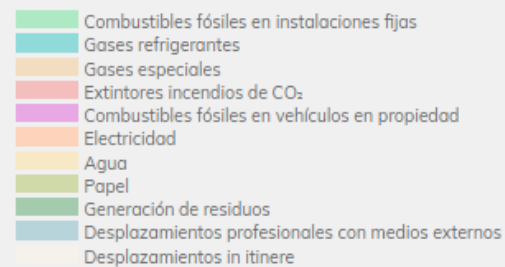 Combustibles fósiles en instalaciones fijas
Gases refrigerantes
Gases especiales
Extintores incendios de CO₂
Combustibles fósiles en vehículos en propiedad
Electricidad
Agua
Papel
Generación de residuos
Desplazamientos profesionales con medios externos
Desplazamientos in itinere